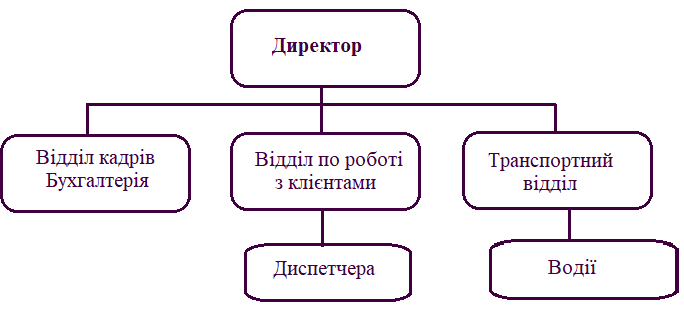 Директор
Відділ кадрів
Бухгалтерія
Відділ по роботі
з клієнтами
Транспортний
відділ
Диспетчера
Водії